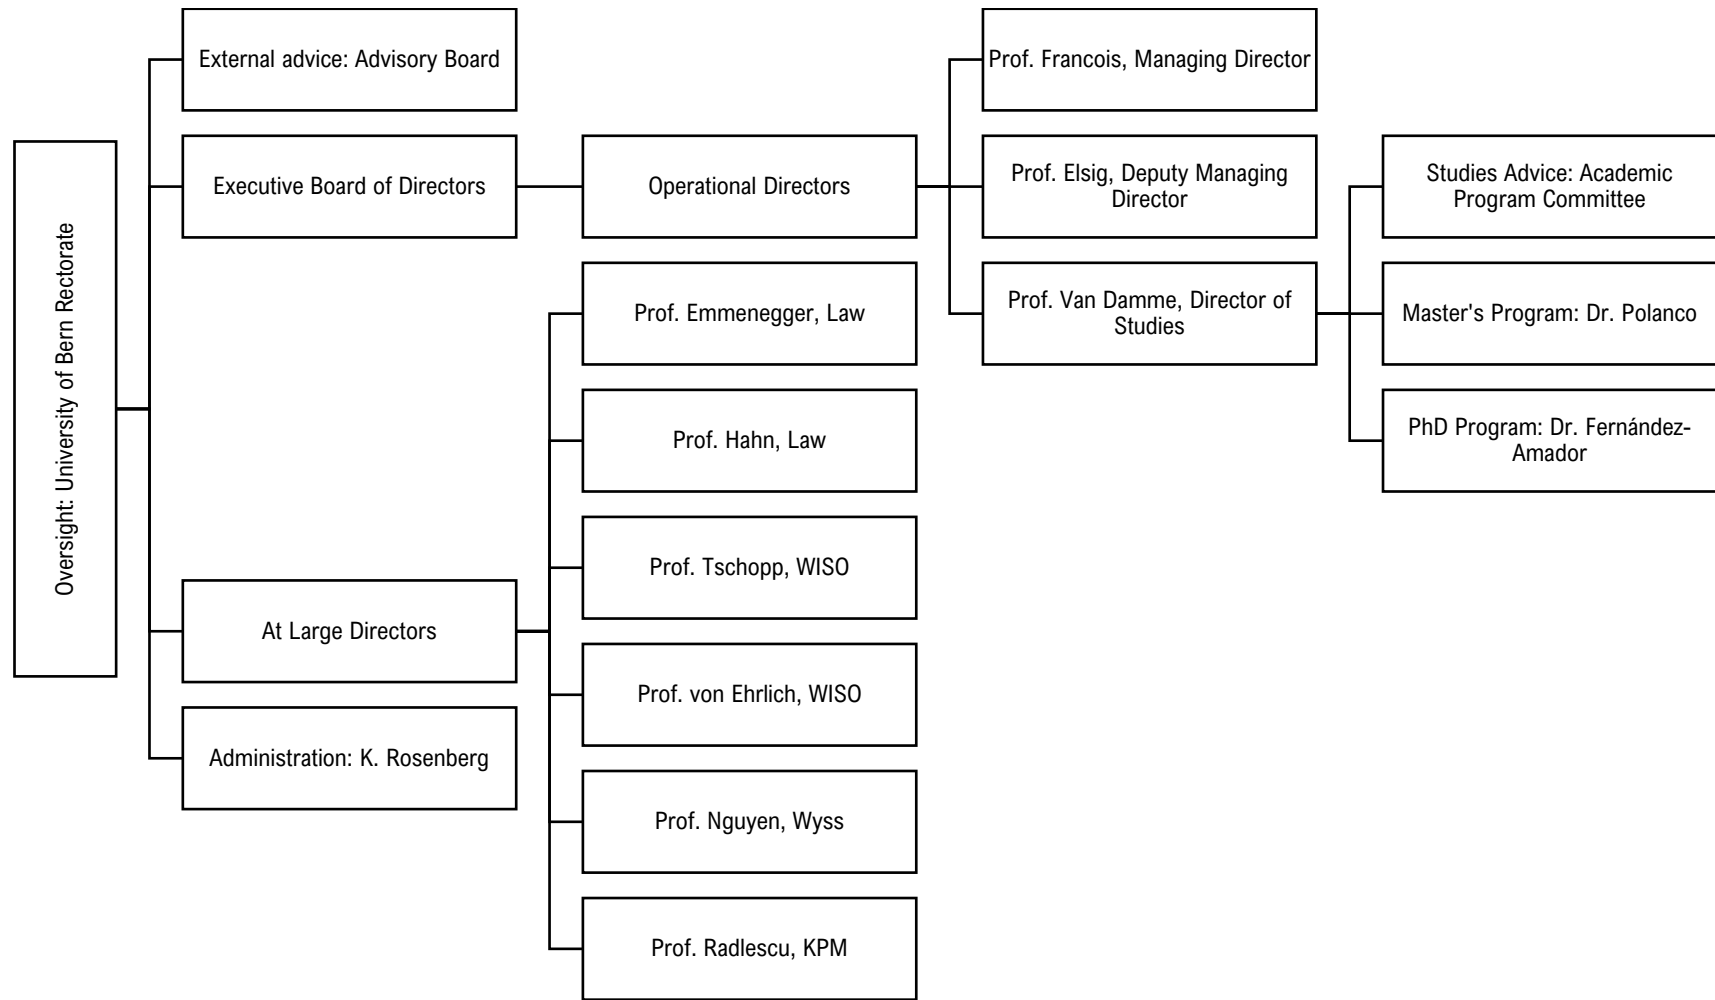 Oversight: University of Bern Rectorate
External advice: Advisory Board
Executive Board of Directors
Operational Directors
Prof. Francois, Managing Director
Prof. Elsig, Deputy Managing
Director
Prof. Van Damme, Director of
Studies
Studies Advice: Academic
Program Committee
Master's Program: Dr. Polanco
PhD Program: Dr. Fernández-
Amador
At Large Directors
Prof. Emmenegger, Law
Prof. Hahn, Law
Prof. Tschopp, WISO
Prof. von Ehrlich, WISO
Prof. Nguyen, Wyss
Prof. Radlescu, KPM
Administration: K. Rosenberg